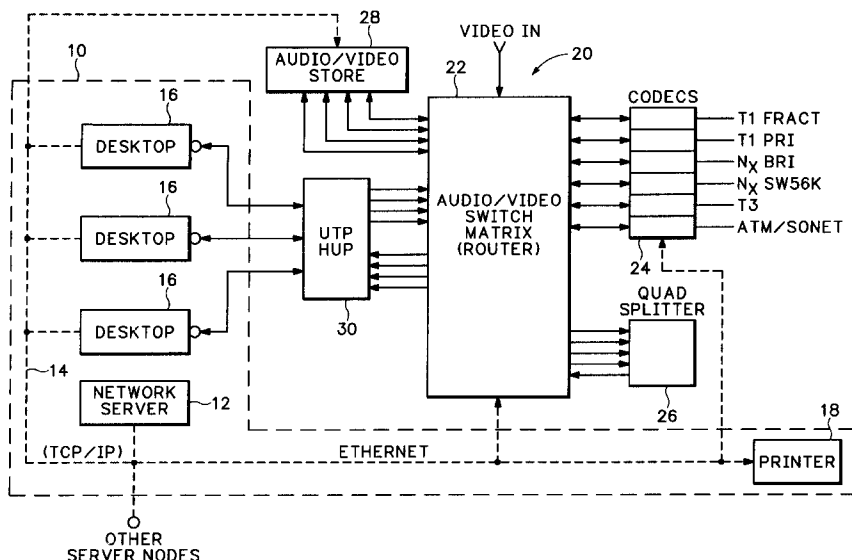 28
VIDEO IN
20
10
AUDIO/VIDEO
STORE
22
CODECS
16
DESKTOP
T1 FRACT
T1 PRI
NX BRI
NX SW56K
T3
ATM/SONET
16
DESKTOP
UTP
HUP
AUDIO/VIDEO
SWITCH
MATRIX
(ROUTER)
24
16
DESKTOP
30
QUAD
SPLITTER
14
NETWORK
SERVER
12
26
18
(TCP/IP)
ETHERNET
PRINTER
OTHER
SERVER NODES